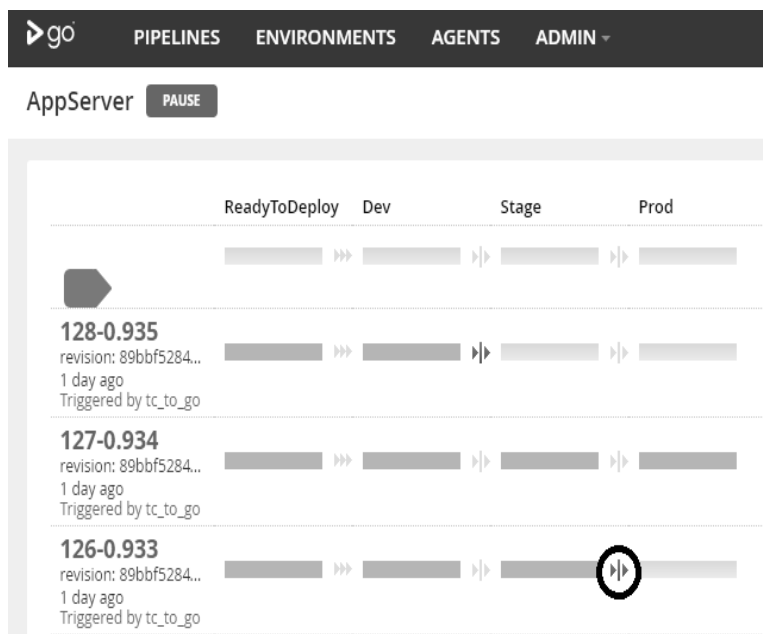 go PIPELINES ENVIRONMENTS AGENTS ADMIN
AppServer PAUSE
ReadyToDeploy Dev Stage Prod
128-0.935
revision: 89bbf5284...
1 day ago
Triggered by tc_to_go
127-0.934
revision: 89bbf5284...
1 day ago
Triggered by tc_to_go
126-0.933
revision: 89bbf5284...
1 day ago
Triggered by tc_to_go